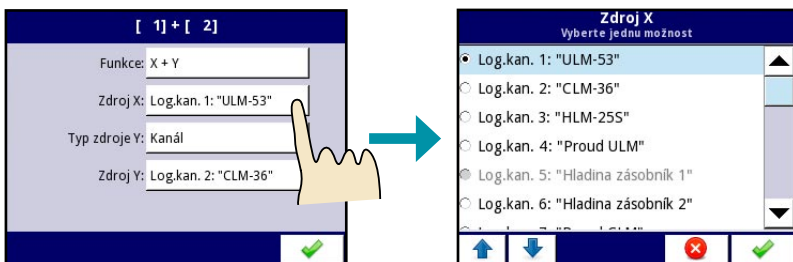 [ 1] + [ 2]
Funkce: X + Y
Zdroj X: Log.kan. 1: "ULM-53"
Typ zdroje Y: Kanál
Zdroj Y: Log.kan. 2: "CLM-36"
Zdroj X
Vyberte jednu možnost
Log.kan. 1: "ULM-53"
Log.kan. 2: "CLM-36"
Log.kan. 3: "HLM-25S"
Log.kan. 4: "Proud ULM"
Log.kan. 5: "Hladina zásobník 1"
Log.kan. 6: "Hladina zásobník 2"